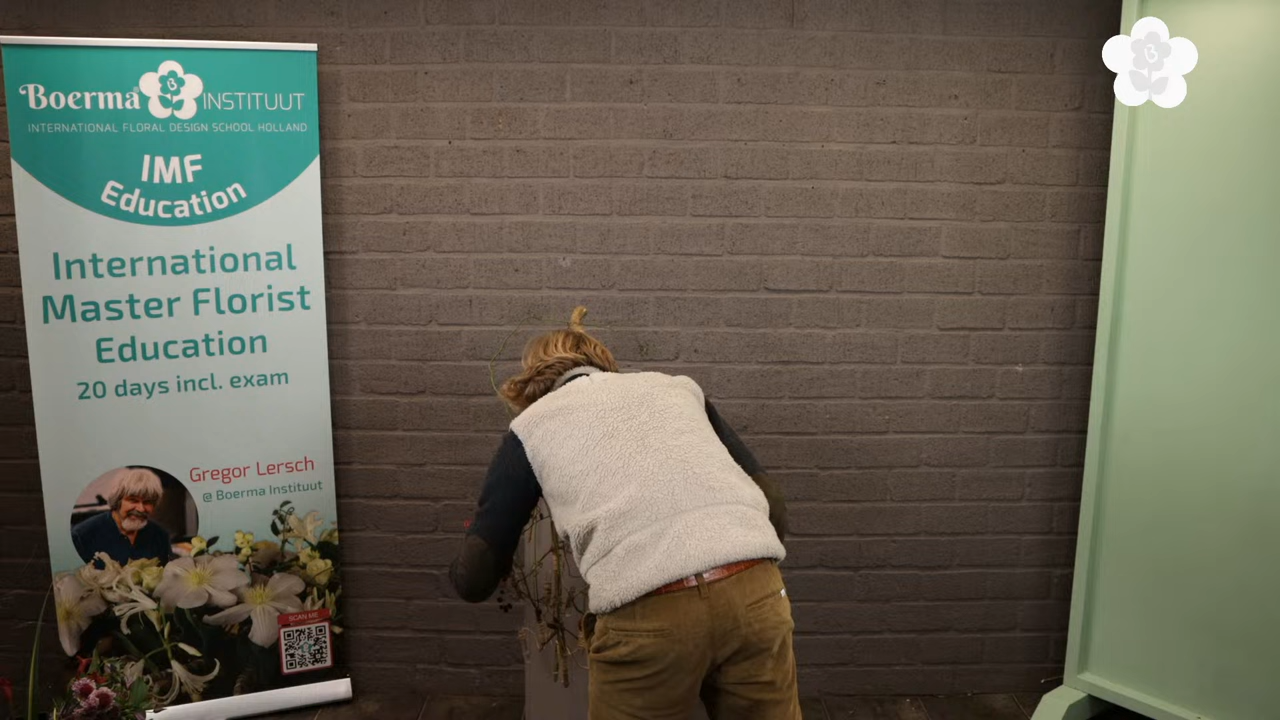 Boerma INSTITUUT
INTERNATIONAL FLORAL DESIGN SCHOOL HOLLAND
IMF
Education
International
Master Florist
Education
20 days incl. exam
Gregor Lersch
@ Boerma Instituut
SCAN ME
B